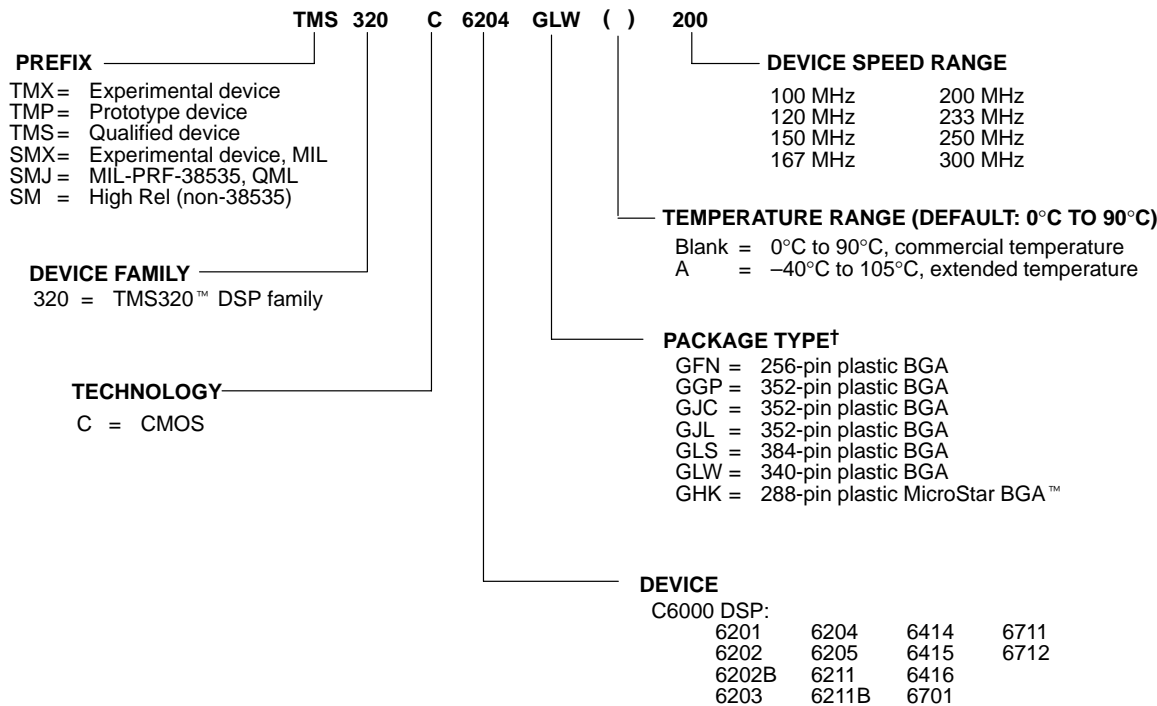 TMS 320 C 6204 GLW ( ) 200
PREFIX
TMX = Experimental device
TMP = Prototype device
TMS = Qualified device
SMX = Experimental device, MIL
SMJ = MIL-PRF-38535, QML
SM = High Rel (non-38535)
DEVICE SPEED RANGE
100 MHz 200 MHz
120 MHz 233 MHz
150 MHz 250 MHz
167 MHz 300 MHz
TEMPERATURE RANGE (DEFAULT: 0°C TO 90°C)
Blank = 0°C to 90°C, commercial temperature
A = –40°C to 105°C, extended temperature
DEVICE FAMILY
320 = TMS320™ DSP family
PACKAGE TYPE†
GFN = 256-pin plastic BGA
GGP = 352-pin plastic BGA
GJC = 352-pin plastic BGA
GJL = 352-pin plastic BGA
GLS = 384-pin plastic BGA
GLW = 340-pin plastic BGA
GHK = 288-pin plastic MicroStar BGA™
TECHNOLOGY
C = CMOS
DEVICE
C6000 DSP:
6201 6204 6414 6711
6202 6205 6415 6712
6202B 6211 6416
6203 6211B 6701